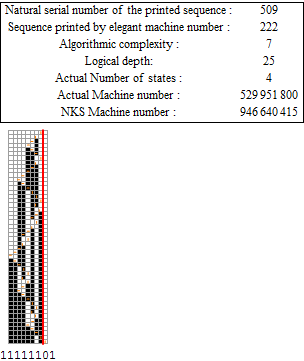 Natural serial number of the printed sequence : 509
Sequence printed by elegant machine number : 222
Algorithmic complexity : 7
Logical depth: 25
Actual Number of states : 4
Actual Machine number : 529 951 800
NKS Machine number : 946 640 415
11111101